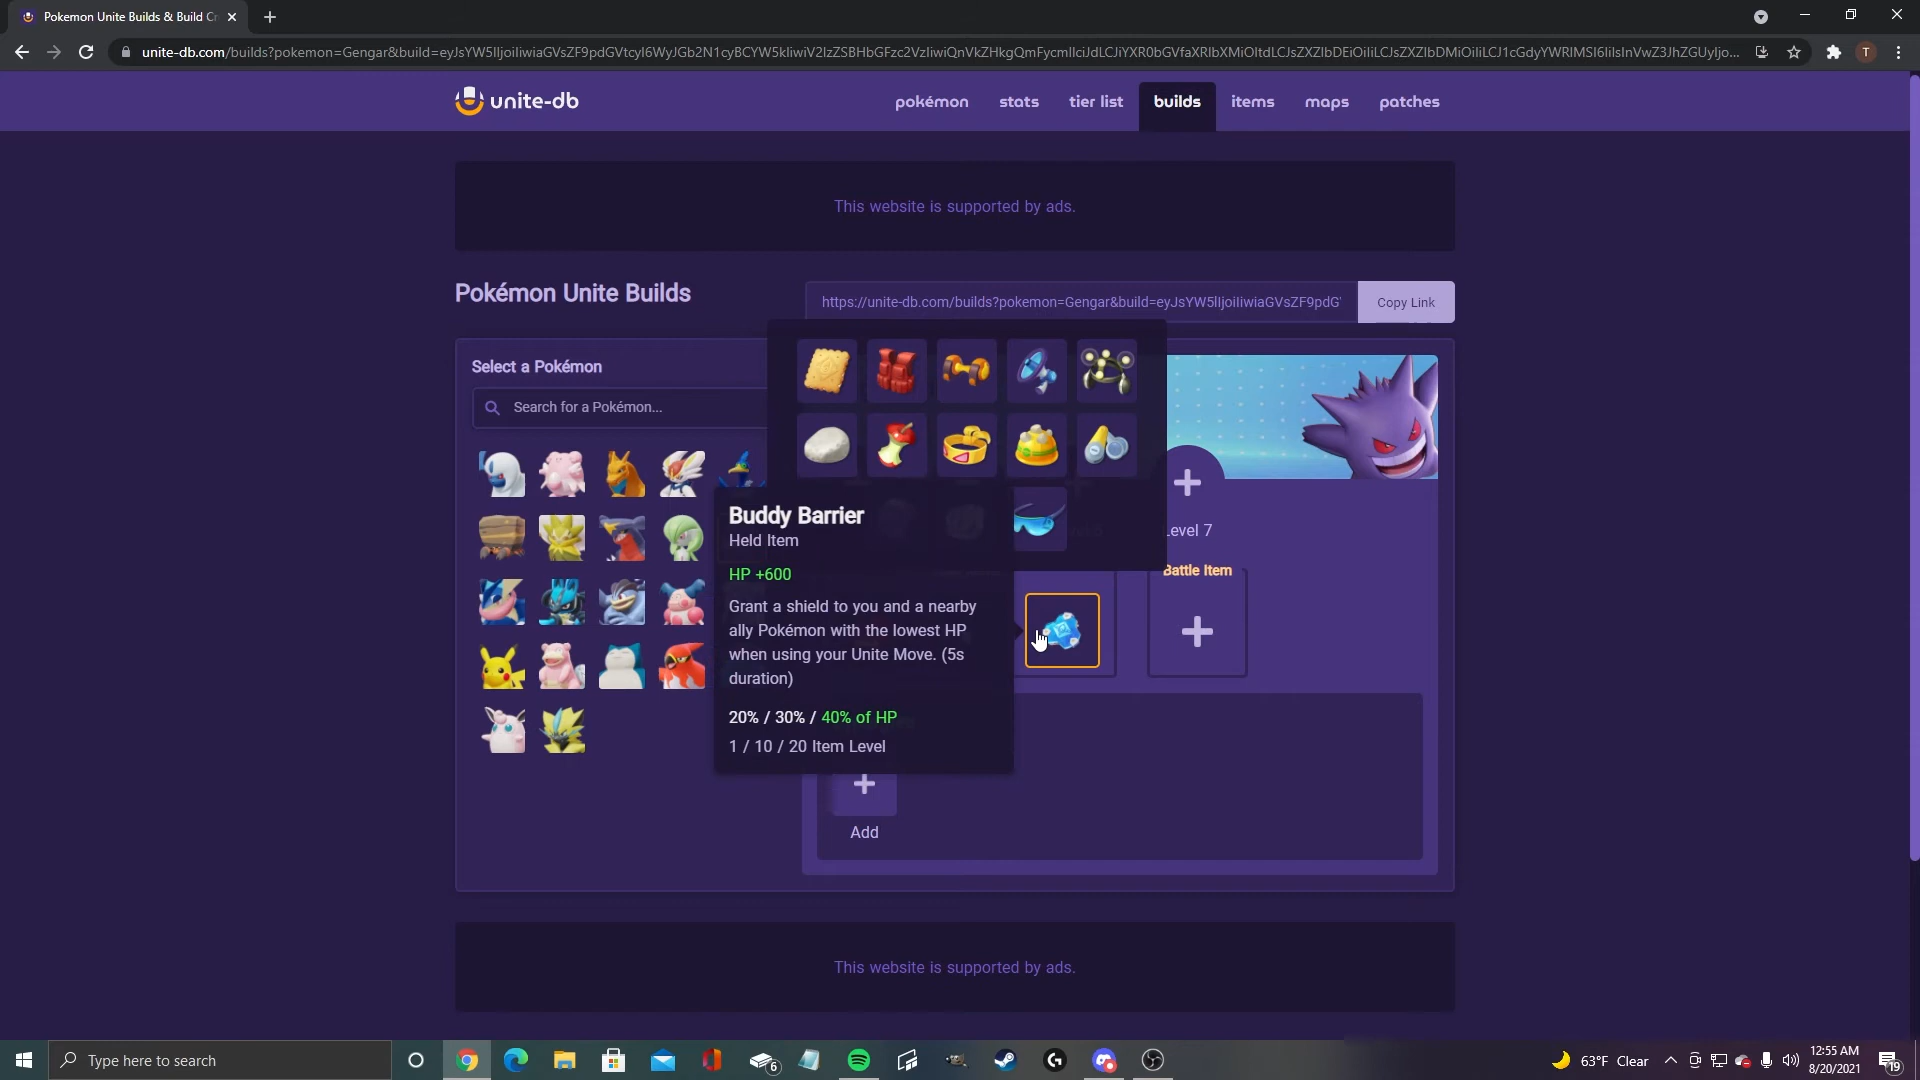 Pokemon Unite Builds & Build Cr
unite-db.com/builds?pokemon=Gengar&build=
T
unite-db
pokémon
stats
tier list
builds
items
maps
patches
This website is supported by ads.
Pokémon Unite Builds
https://unite-db.com/builds?pokemon=Gengar&build=eyJsYW5lIjoiIiwiaGVsZF9pdG
Copy Link
Select a Pokémon
Search for a Pokémon...
Level 7
Buddy Barrier
Held Item
HP +600
Grant a shield to you and a nearby
ally Pokémon with the lowest HP
when using your Unite Move. (5s
duration)
20% / 30% / 40% of HP
1 / 10 / 20 Item Level
Battle Item
Add
This website is supported by ads.
Type here to search
6
63°F Clear
12:55 AM
8/20/2021
19